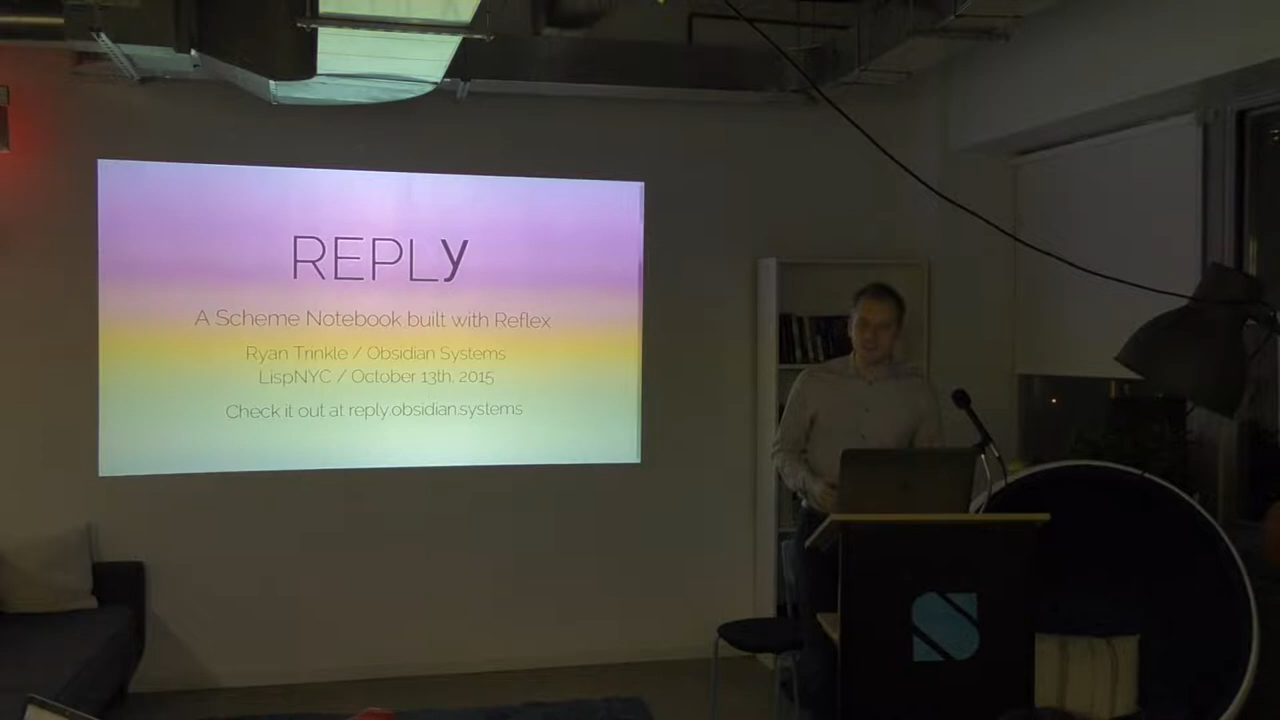 REPLy
A Scheme Notebook built with Reflex
Ryan Trinkle / Obsidian Systems
LispNYC / October 13th, 2015
Check it out at reply.obsidian.systems